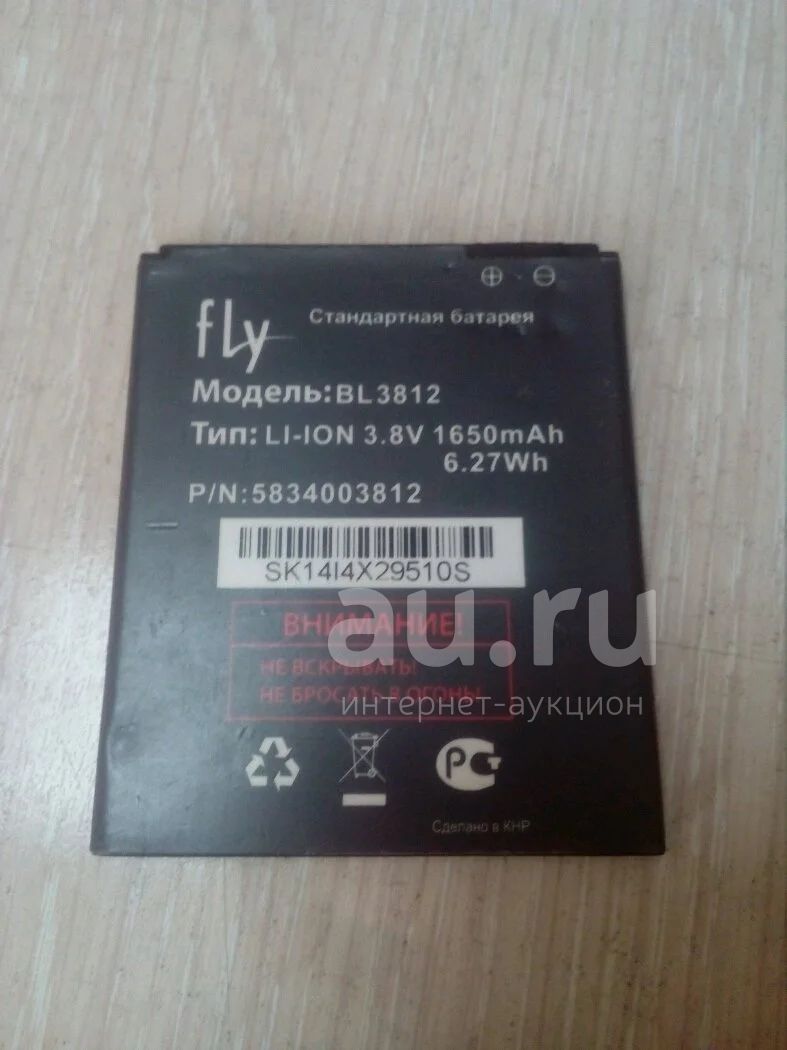 fly
Стандартная батарея
Модель:BL3812
Тип: LI-ION 3.8V 1650mAh
6.27Wh
P/N:5834003812
SK14I4X29510S
ВНИМАНИЕ!
НЕ ВСКРЫВАТЬ!
НЕ БРОСАТЬ В ОГОНЬ!
au.ru
интернет-аукцион
РСТ
Сделано в КНР